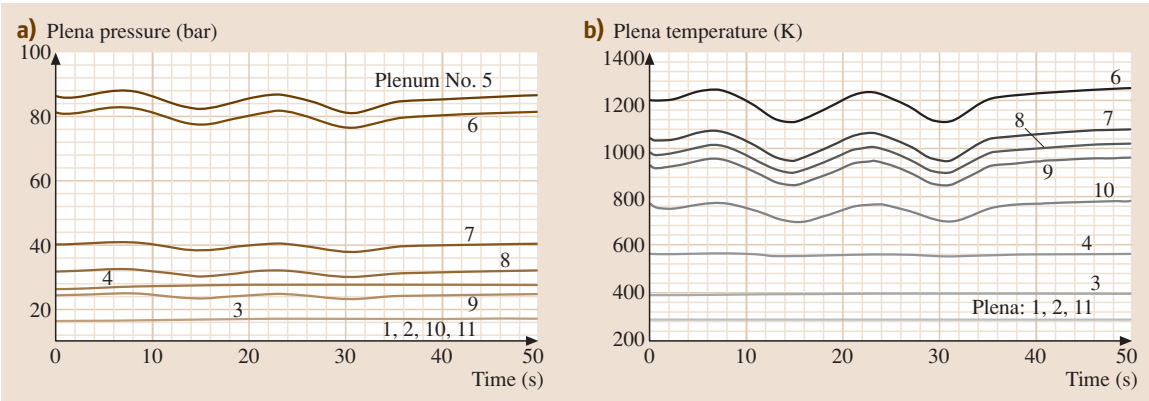 a) Plena pressure (bar)
100
80
60
40
20
Plenum No. 5
6
7
8
4
9
3
1, 2, 10, 11
0 10 20 30 40 50
Time (s)
b) Plena temperature (K)
1400
1200
1000
800
600
400
200
6
8 7
9
10
4
3
Plena: 1, 2, 11
0 10 20 30 40 50
Time (s)